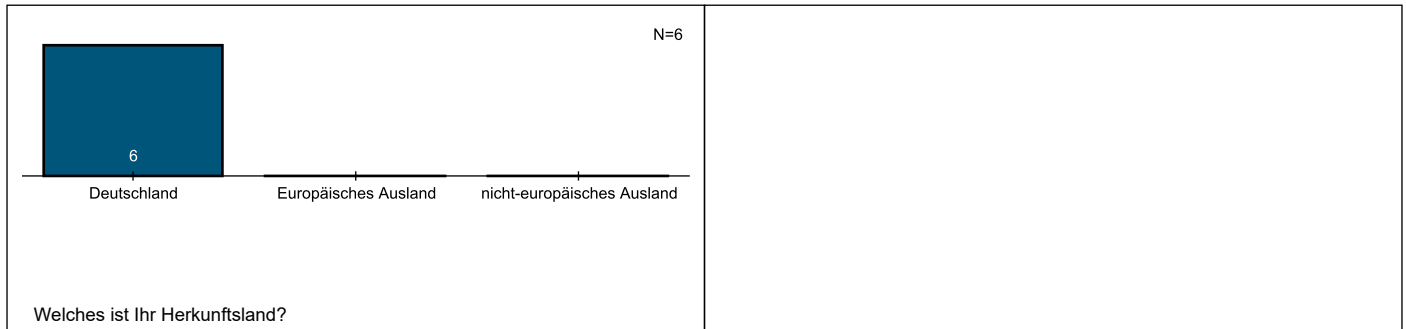 N=6
6
Deutschland Europäisches Ausland nicht-europäisches Ausland
Welches ist Ihr Herkunftsland?